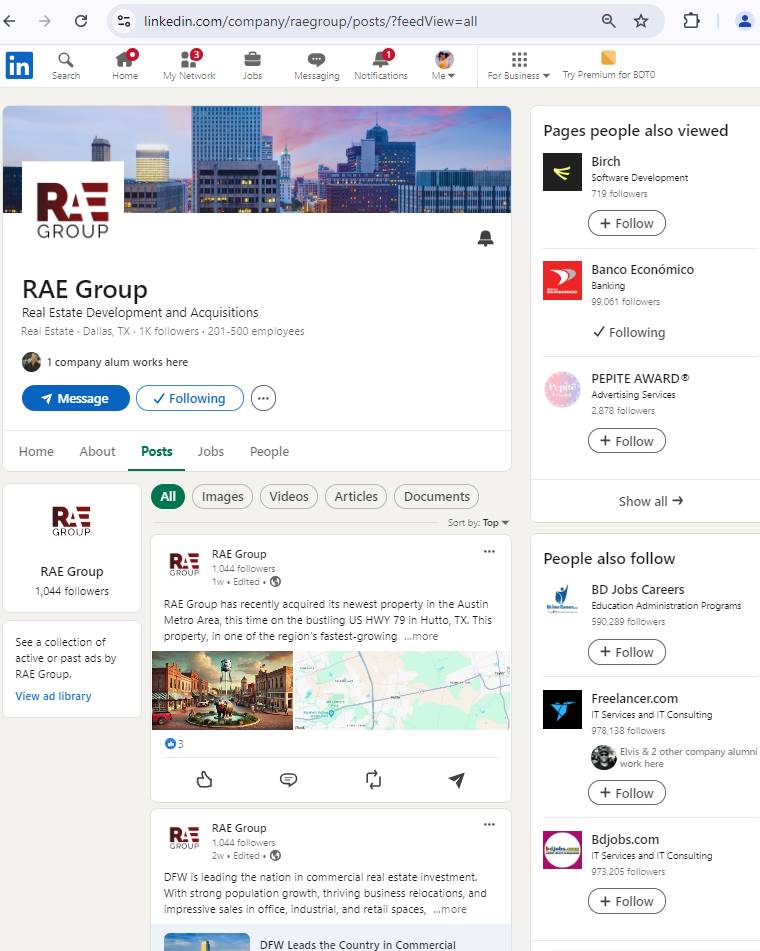 linkedin.com/company/raegroup/posts/?feedView=all
in
Search
Home
3
My Network
Jobs
Messaging
1
Notifications
Me
For Business
Try Premium for BDT0
RAE
GROUP
RAE Group
Real Estate Development and Acquisitions
Real Estate · Dallas, TX · 1K followers · 201-500 employees
1 company alum works here
Message
Following
Home
About
Posts
Jobs
People
RAE
GROUP
RAE Group
1,044 followers
See a collection of
active or past ads by
RAE Group.
View ad library
All
Images
Videos
Articles
Documents
Sort by: Top
RAE
GROUP
RAE Group
1,044 followers
1w • Edited •
RAE Group has recently acquired its newest property in the Austin
Metro Area, this time on the bustling US HWY 79 in Hutto, TX. This
property, in one of the region's fastest-growing ...more
3
RAE
GROUP
RAE Group
1,044 followers
2w • Edited •
DFW is leading the nation in commercial real estate investment.
With strong population growth, thriving business relocations, and
impressive sales in office, industrial, and retail spaces, ...more
DFW Leads the Country in Commercial
Pages people also viewed
Birch
Software Development
719 followers
+ Follow
Banco Económico
Banking
99,061 followers
Following
PEPITE AWARD®
Advertising Services
2,878 followers
+ Follow
Show all →
People also follow
BD Jobs Careers
Education Administration Programs
590,289 followers
+ Follow
Freelancer.com
IT Services and IT Consulting
978,138 followers
Elvis & 2 other company alumni
work here
+ Follow
bdjobs.com
Bdjobs.com
IT Services and IT Consulting
973,205 followers
+ Follow